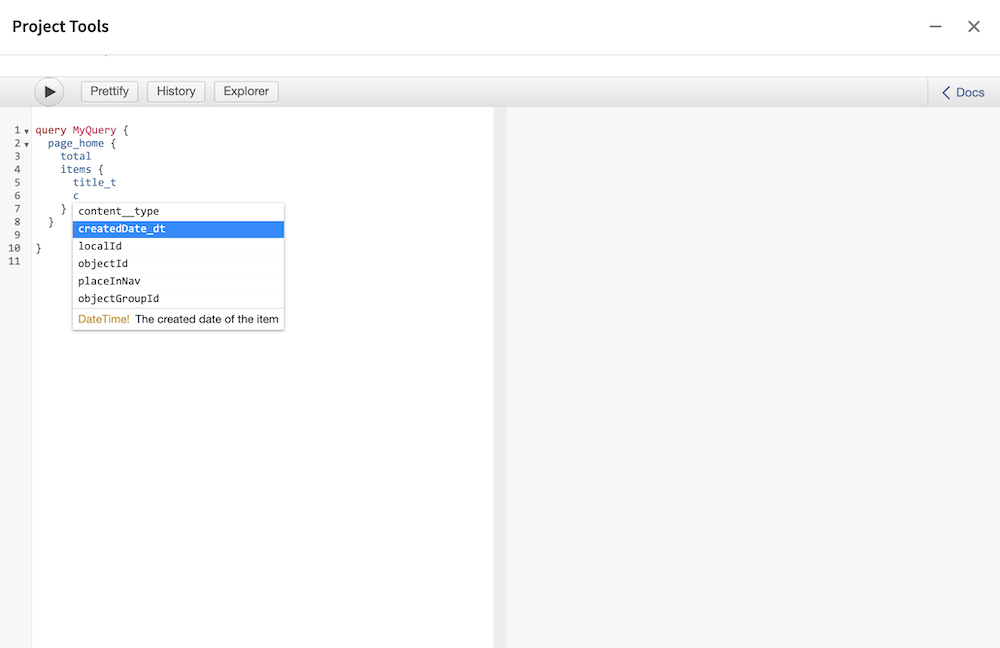 Project Tools
Prettify History Explorer Docs
1 query MyQuery {
2 page_home {
3 total
4 items {
5 title_t
6 c
7 }
8 }
9
10 }
11
content__type
createdDate_dt
localId
objectId
placeInNav
objectGroupId
DateTime! The created date of the item